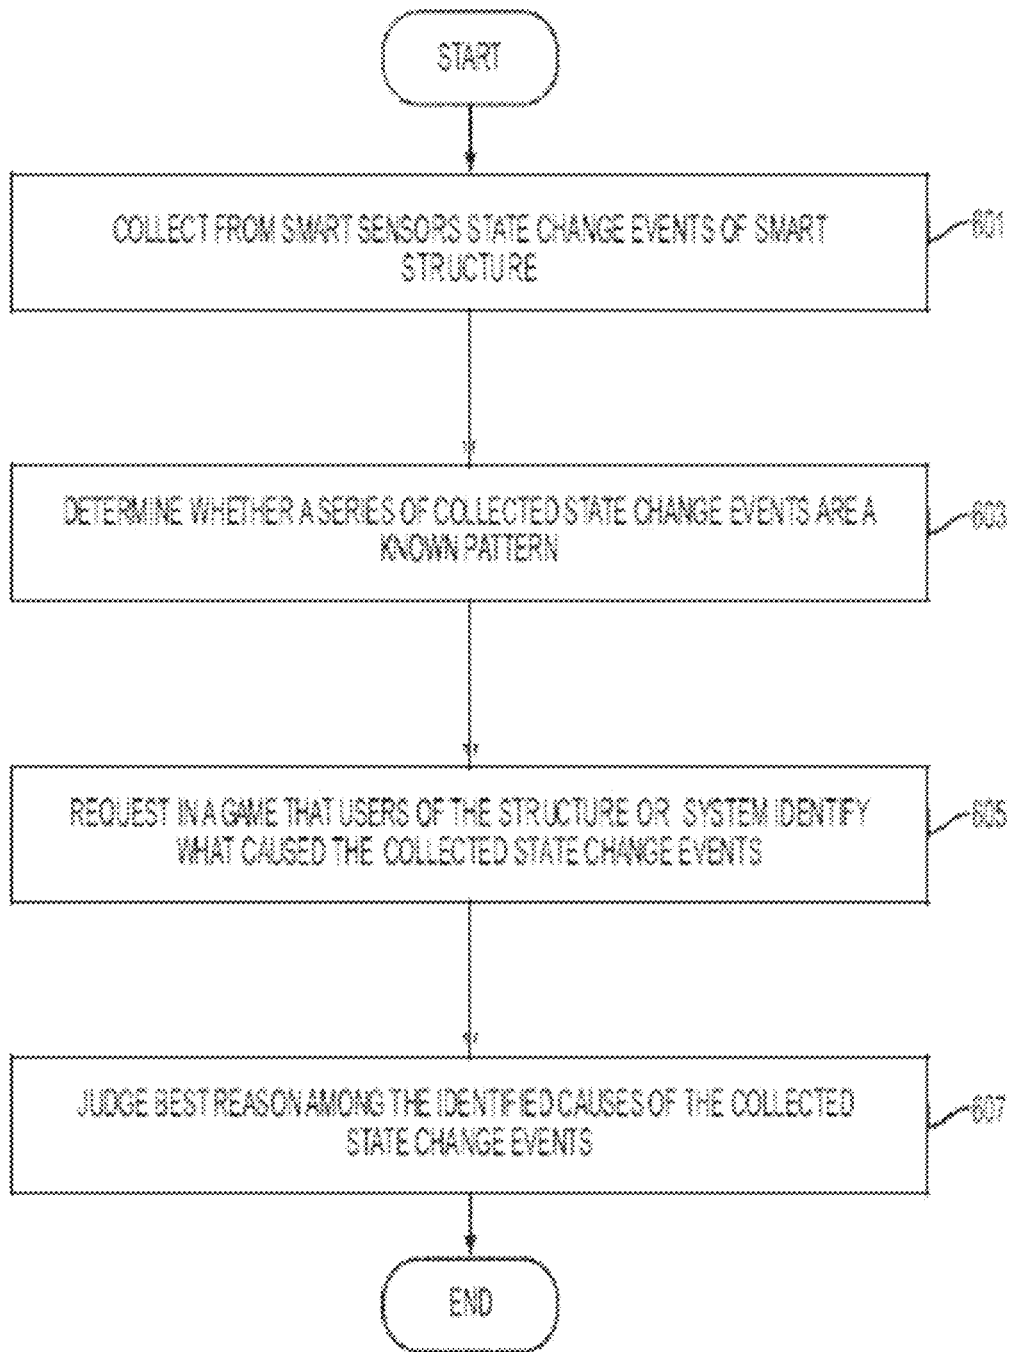 START
COLLECT FROM SMART SENSORS STATE CHANGE EVENTS OF SMART
STRUCTURE
601
DETERMINE WHETHER A SERIES OF COLLECTED STATE CHANGE EVENTS ARE A
KNOWN PATTERN
603
REQUEST IN A GAME THAT USERS OF THE STRUCTURE OR SYSTEM IDENTIFY
WHAT CAUSED THE COLLECTED STATE CHANGE EVENTS
605
JUDGE BEST REASON AMONG THE IDENTIFIED CAUSES OF THE COLLECTED
STATE CHANGE EVENTS
607
END